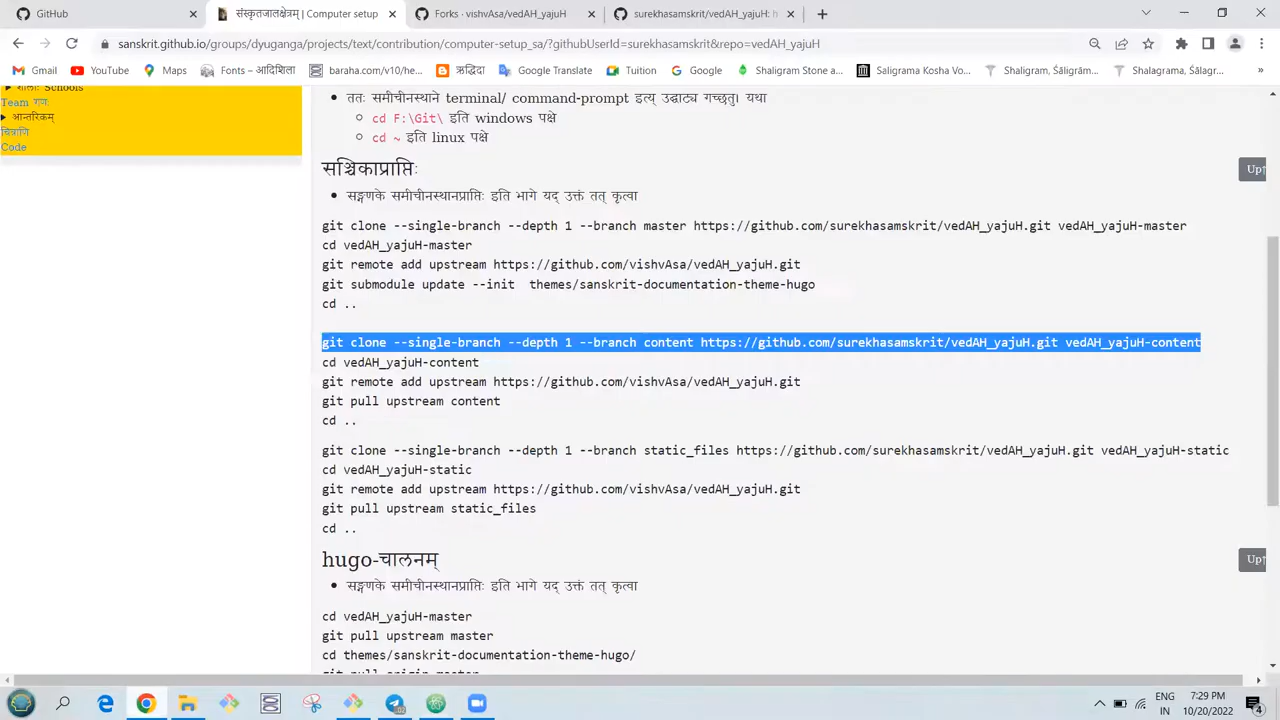 GitHub
संस्कृतजालक्षेत्रम् | Computer setup
Forks · vishvAsa/vedAH_yajuH
surekhasamskrit/vedAH_yajuH: h
sanskrit.github.io/groups/dyuganga/projects/text/contribution/computer-setup_sa/?githubUserId=surekhasamskrit&repo=vedAH_yajuH
Gmail
YouTube
Maps
Fonts – आदिशिला
baraha.com/v10/he...
ऋद्धिदा
Google Translate
Tuition
Google
Shaligram Stone a...
Saligrama Kosha Vo...
Shaligram, Śāligrām...
Shalagrama, Śālagr...
शालाः Schools
Team गणः
आन्तरिकम्
चित्राणि
Code
ततः समीचीनस्थाने terminal/ command-prompt इत्य् उद्घाट्य गच्छतु। यथा
cd F:\Git\ इति windows पक्षे
cd ~ इति linux पक्षे
सञ्चिकाप्राप्तिः
Up↑
सङ्गणके समीचीनस्थानप्राप्तिः इति भागे यद् उक्तं तत् कृत्वा
git clone --single-branch --depth 1 --branch master https://github.com/surekhasamskrit/vedAH_yajuH.git vedAH_yajuH-master
cd vedAH_yajuH-master
git remote add upstream https://github.com/vishvAsa/vedAH_yajuH.git
git submodule update --init  themes/sanskrit-documentation-theme-hugo
cd ..
git clone --single-branch --depth 1 --branch content https://github.com/surekhasamskrit/vedAH_yajuH.git vedAH_yajuH-content
cd vedAH_yajuH-content
git remote add upstream https://github.com/vishvAsa/vedAH_yajuH.git
git pull upstream content
cd ..
git clone --single-branch --depth 1 --branch static_files https://github.com/surekhasamskrit/vedAH_yajuH.git vedAH_yajuH-static
cd vedAH_yajuH-static
git remote add upstream https://github.com/vishvAsa/vedAH_yajuH.git
git pull upstream static_files
cd ..
hugo-चालनम्
Up↑
सङ्गणके समीचीनस्थानप्राप्तिः इति भागे यद् उक्तं तत् कृत्वा
cd vedAH_yajuH-master
git pull upstream master
cd themes/sanskrit-documentation-theme-hugo/
git pull origin master
ENG
IN
7:29 PM
10/20/2022